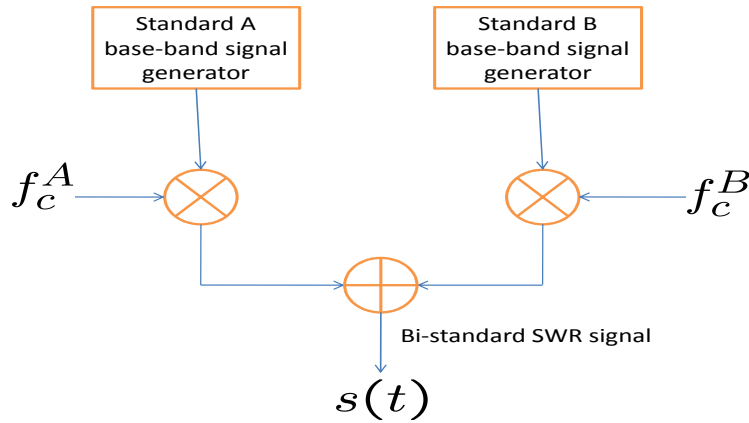 Standard A
base-band signal
generator
Standard B
base-band signal
generator
f_c^A
f_c^B
Bi-standard SWR signal
s(t)